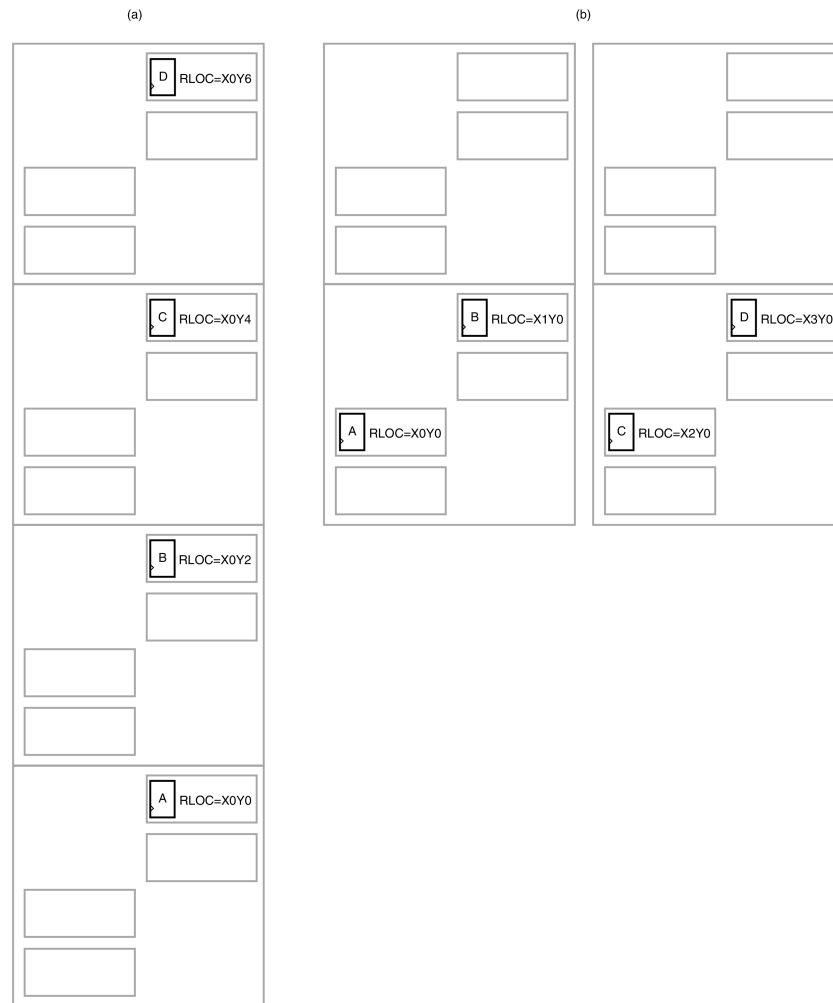 (a)
(b)
D RLOC=X0Y6
C RLOC=X0Y4
B RLOC=X1Y0
D RLOC=X3Y0
A RLOC=X0Y0
C RLOC=X2Y0
B RLOC=X0Y2
A RLOC=X0Y0